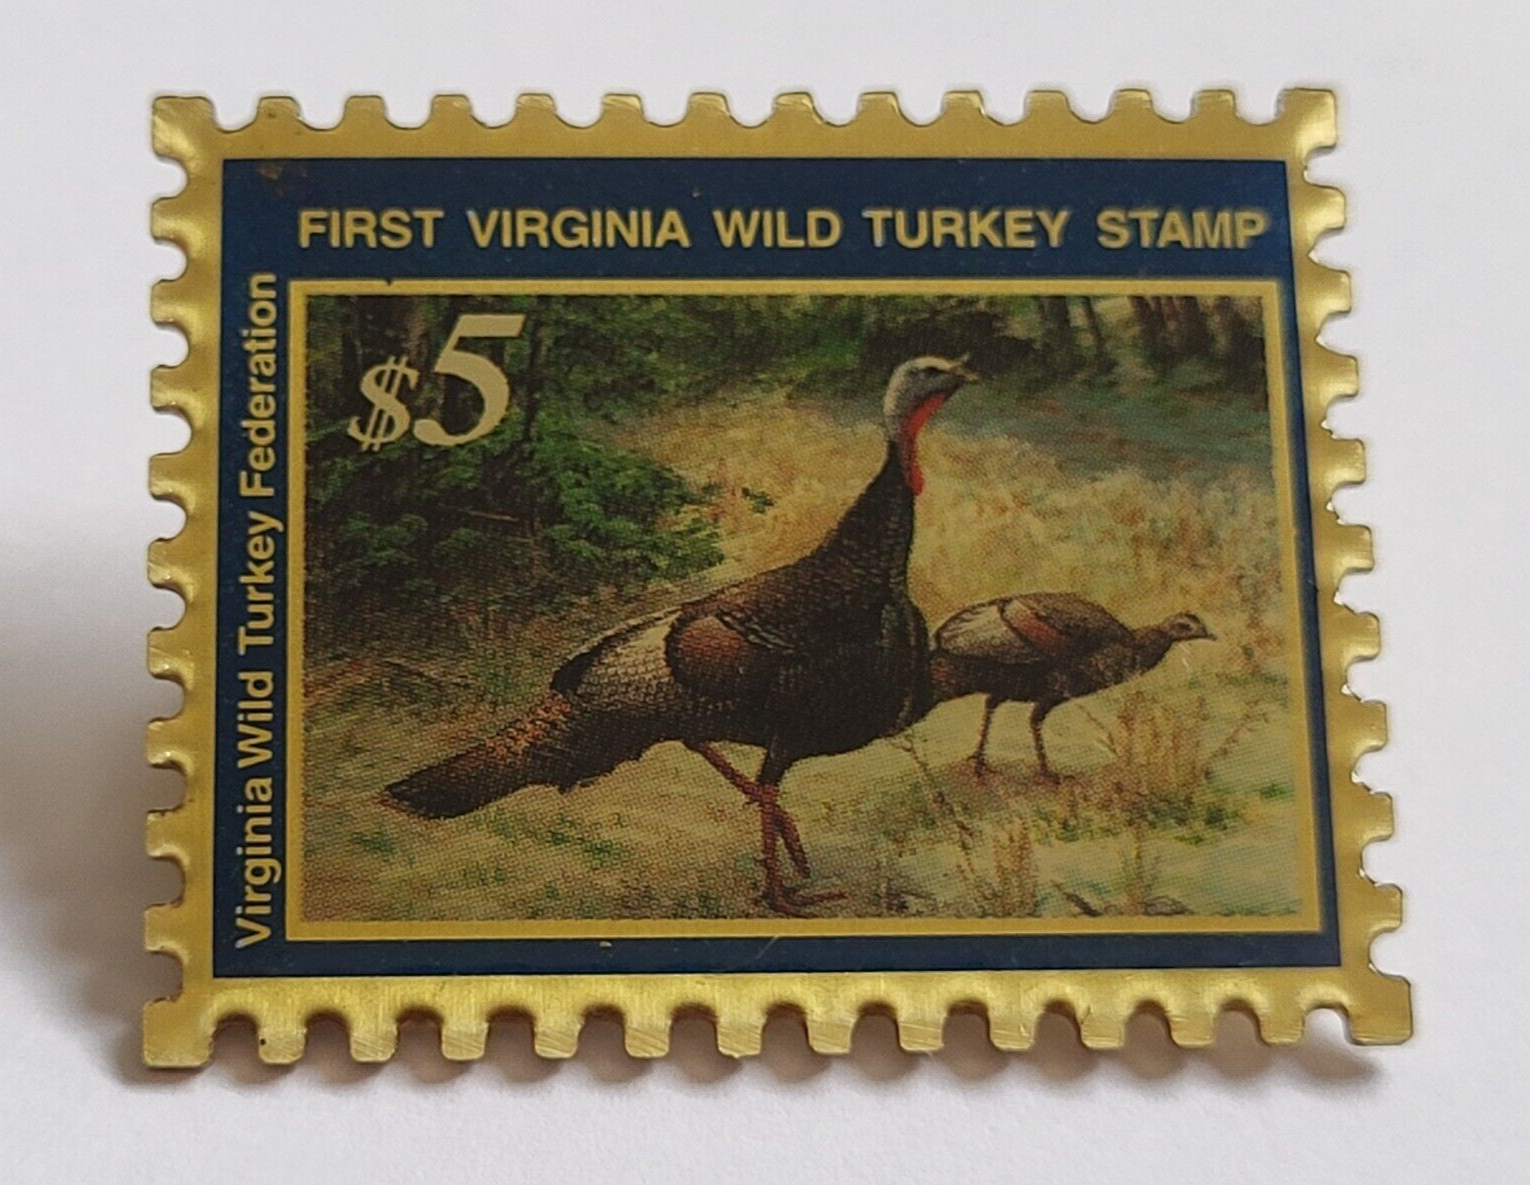 FIRST VIRGINIA WILD TURKEY STAMP
Virginia Wild Turkey Federation
$5